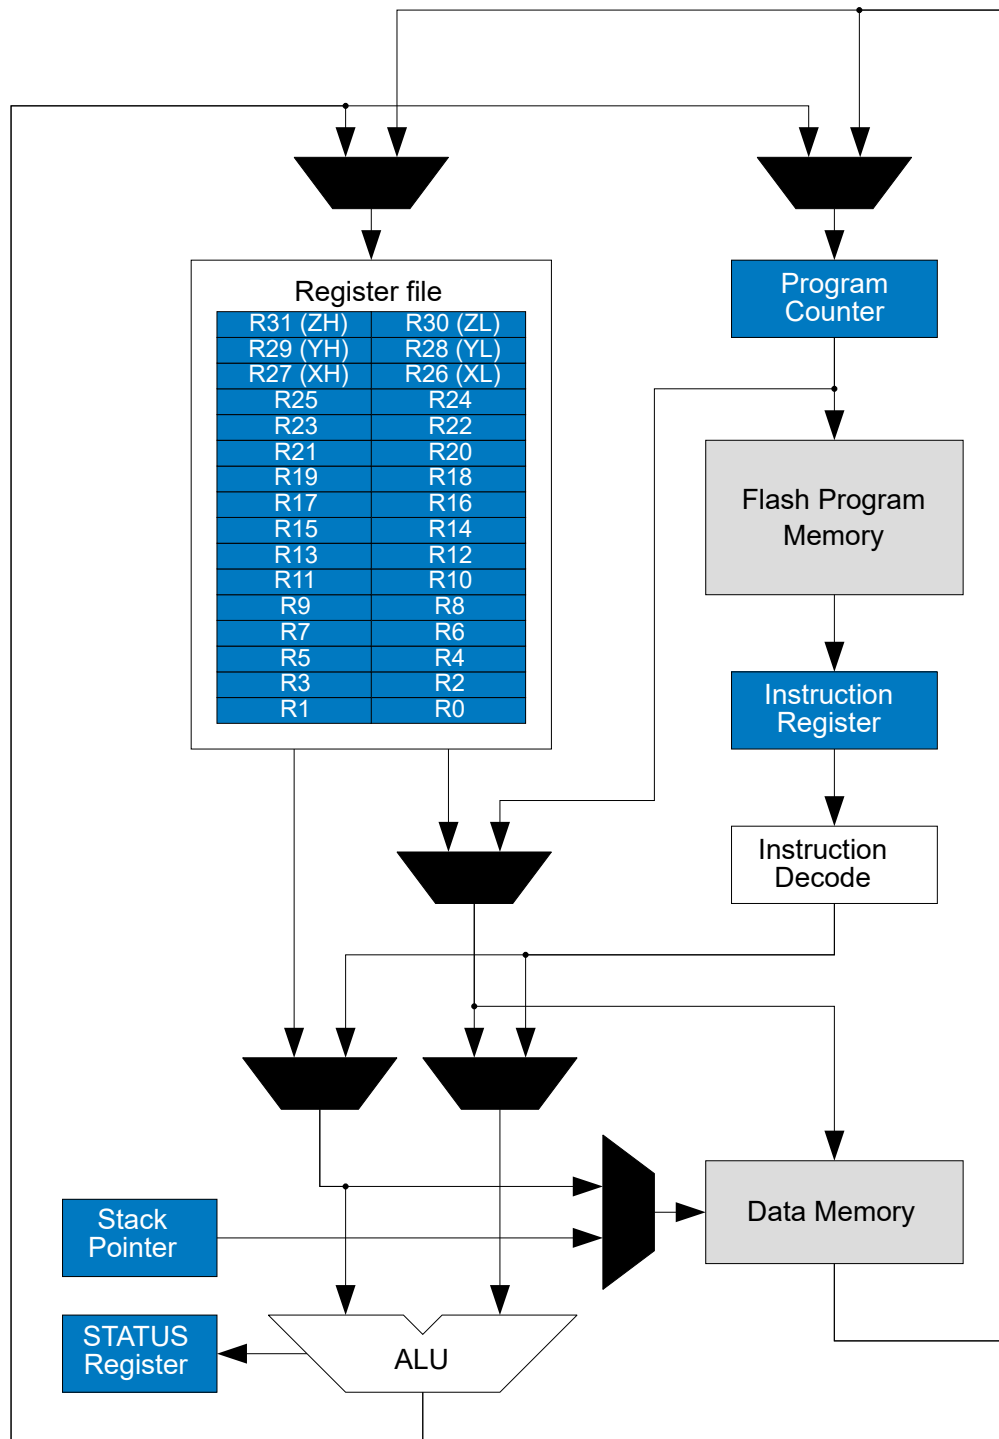 Register file
R31 (ZH) R30 (ZL)
R29 (YH) R28 (YL)
R27 (XH) R26 (XL)
R25 R24
R23 R22
R21 R20
R19 R18
R17 R16
R15 R14
R13 R12
R11 R10
R9 R8
R7 R6
R5 R4
R3 R2
R1 R0
Program
Counter
Flash Program
Memory
Instruction
Register
Instruction
Decode
Stack
Pointer
Data Memory
STATUS
Register
ALU